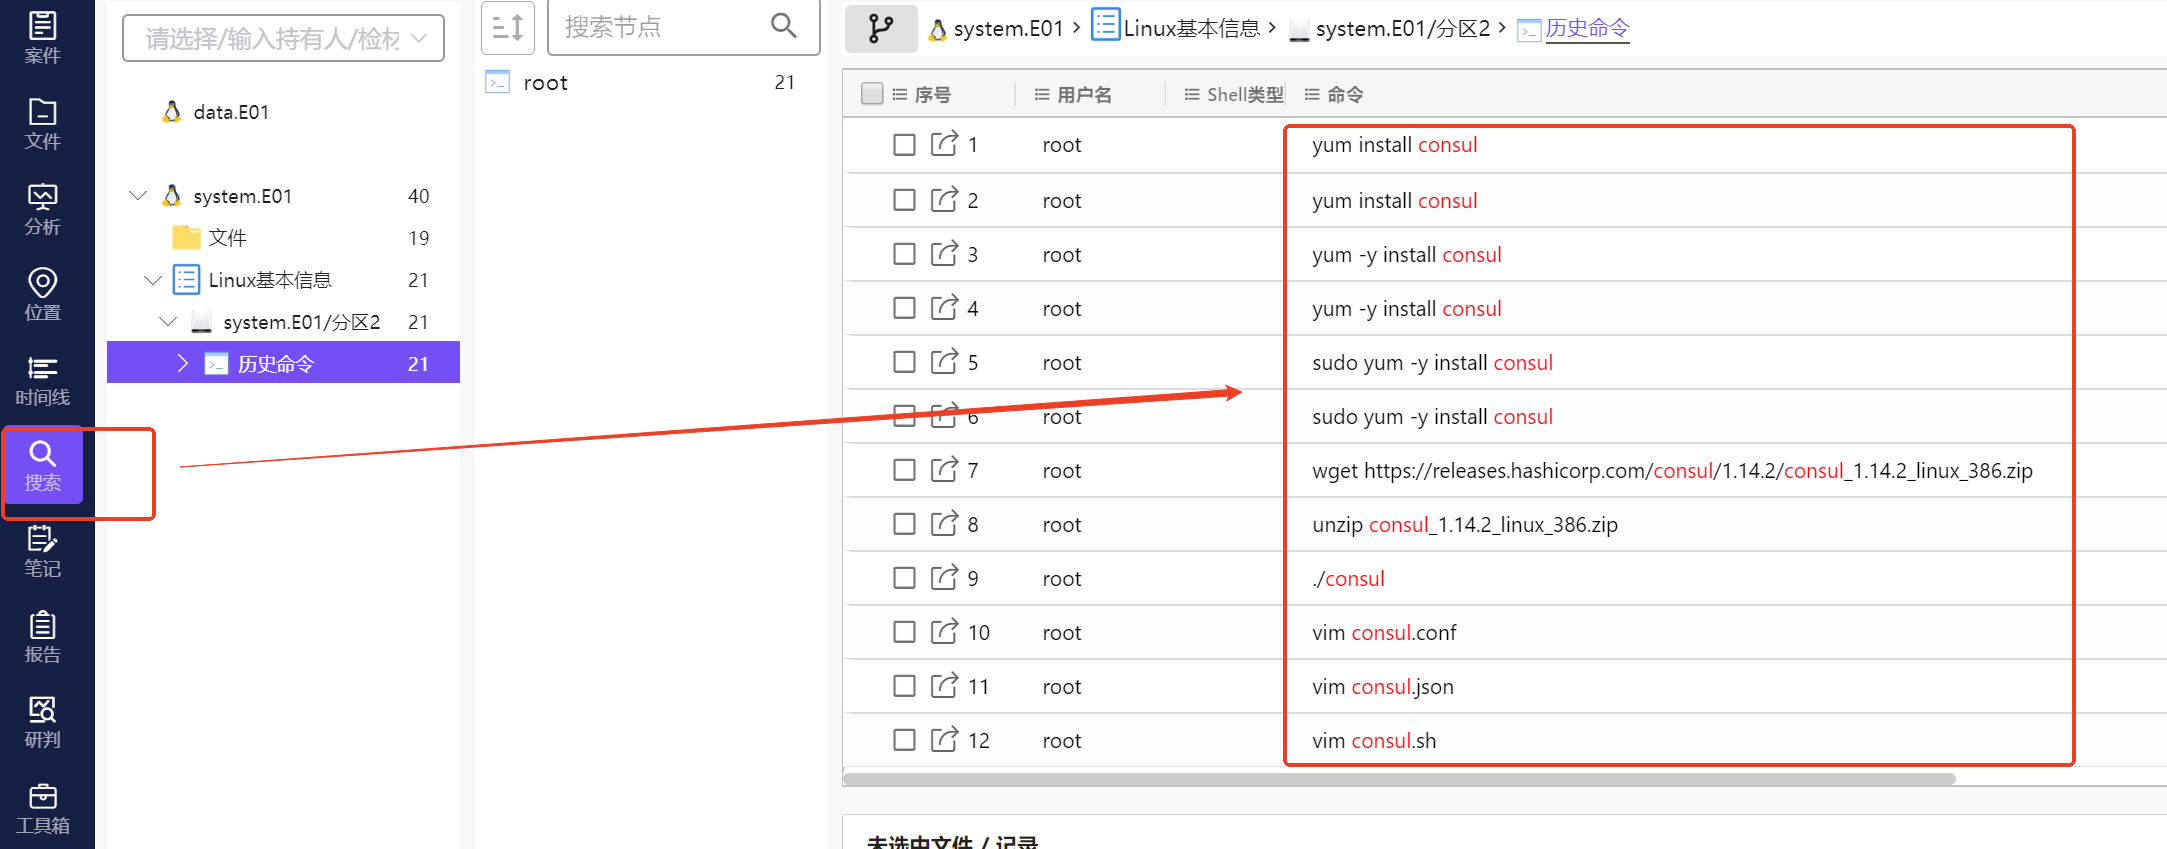 案件
文件
分析
位置
时间线
搜索
笔记
报告
研判
工具箱
请选择/输入持有人/检材
data.E01
system.E01 40
文件 19
Linux基本信息 21
system.E01/分区2 21
历史命令 21
搜索节点
root 21
system.E01 > Linux基本信息 > system.E01/分区2 > 历史命令
序号 用户名 Shell类型 命令
1 root yum install consul
2 root yum install consul
3 root yum -y install consul
4 root yum -y install consul
5 root sudo yum -y install consul
6 root sudo yum -y install consul
7 root wget https://releases.hashicorp.com/consul/1.14.2/consul_1.14.2_linux_386.zip
8 root unzip consul_1.14.2_linux_386.zip
9 root ./consul
10 root vim consul.conf
11 root vim consul.json
12 root vim consul.sh
未选中文件 / 记录